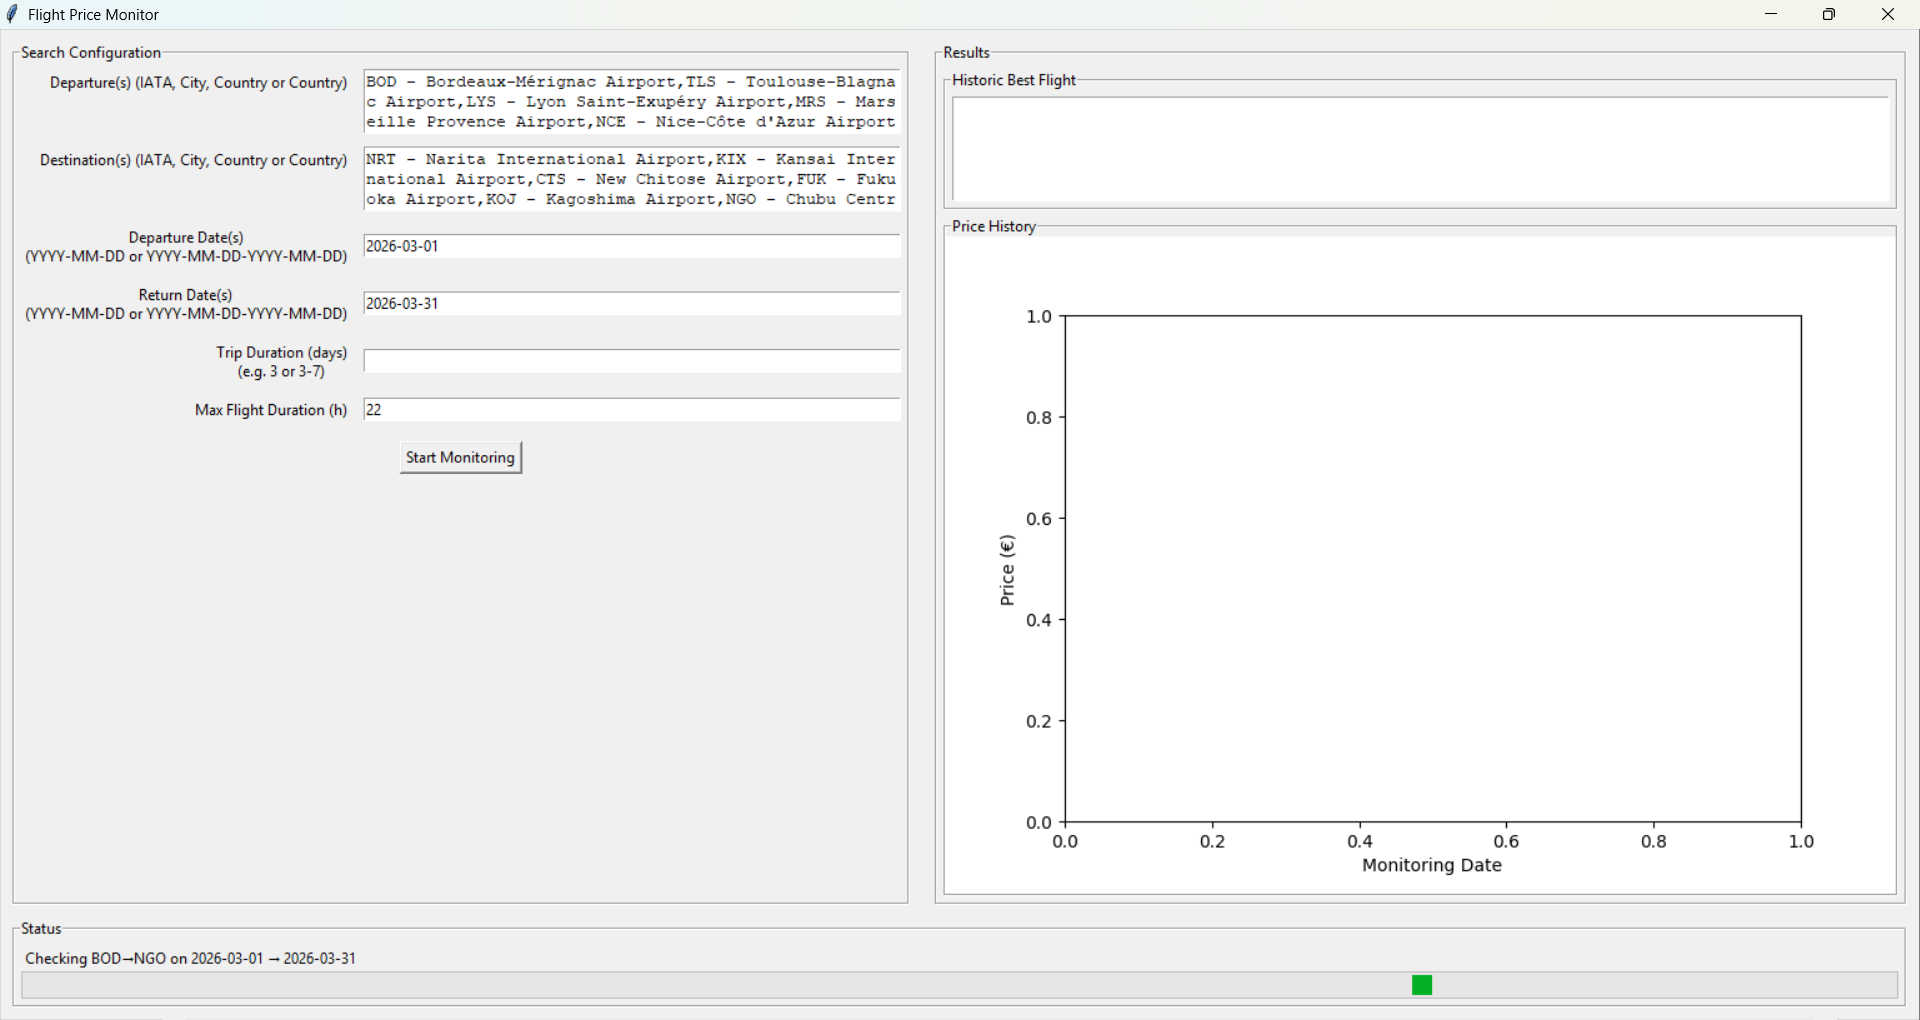 Flight Price Monitor
Search Configuration
Departure(s) (IATA, City, Country or Country)
BOD - Bordeaux-Mérignac Airport,TLS - Toulouse-Blagna
c Airport,LYS - Lyon Saint-Exupéry Airport,MRS - Mars
eille Provence Airport,NCE - Nice-Côte d'Azur Airport
Destination(s) (IATA, City, Country or Country)
NRT - Narita International Airport,KIX - Kansai Inter
national Airport,CTS - New Chitose Airport,FUK - Fuku
oka Airport,KOJ - Kagoshima Airport,NGO - Chubu Centr
Departure Date(s)
(YYYY-MM-DD or YYYY-MM-DD-YYYY-MM-DD)
2026-03-01
Return Date(s)
(YYYY-MM-DD or YYYY-MM-DD-YYYY-MM-DD)
2026-03-31
Trip Duration (days)
(e.g. 3 or 3-7)
Max Flight Duration (h)
22
Start Monitoring
Results
Historic Best Flight
Price History
1.0
0.8
0.6
0.4
0.2
0.0
Price (€)
0.0 0.2 0.4 0.6 0.8 1.0
Monitoring Date
Status
Checking BOD→NGO on 2026-03-01 → 2026-03-31